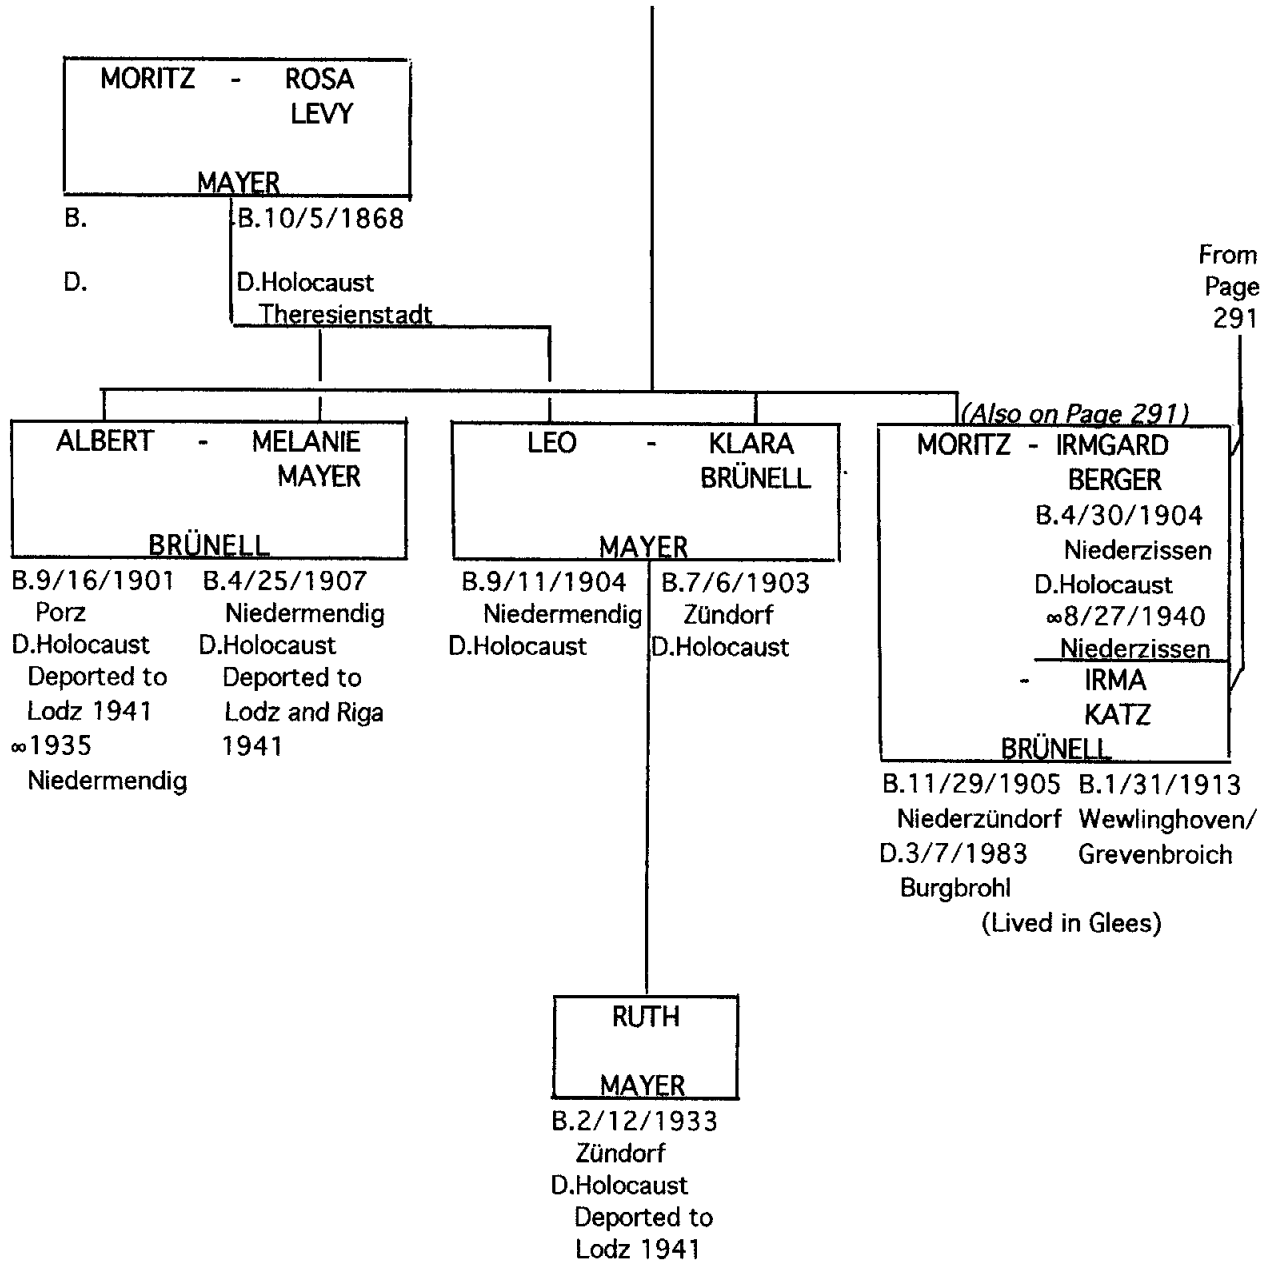 MORITZ - ROSA
LEVY
MAYER
B. B.10/5/1868
D. D.Holocaust
Theresienstadt
From
Page
291
ALBERT - MELANIE
MAYER
BRÜNELL
B.9/16/1901 B.4/25/1907
Porz Niedermendig
D.Holocaust D.Holocaust
Deported to Deported to
Lodz 1941 Lodz and Riga
∞1935 1941
Niedermendig
LEO - KLARA
BRÜNELL
MAYER
B.9/11/1904 B.7/6/1903
Niedermendig Zündorf
D.Holocaust D.Holocaust
(Also on Page 291)
MORITZ - IRMGARD
BERGER
B.4/30/1904
Niederzissen
D.Holocaust
∞8/27/1940
Niederzissen
- IRMA
KATZ
BRÜNELL
B.11/29/1905 B.1/31/1913
Niederzündorf Wewlinghoven/
D.3/7/1983 Grevenbroich
Burgbrohl
(Lived in Glees)
RUTH
MAYER
B.2/12/1933
Zündorf
D.Holocaust
Deported to
Lodz 1941